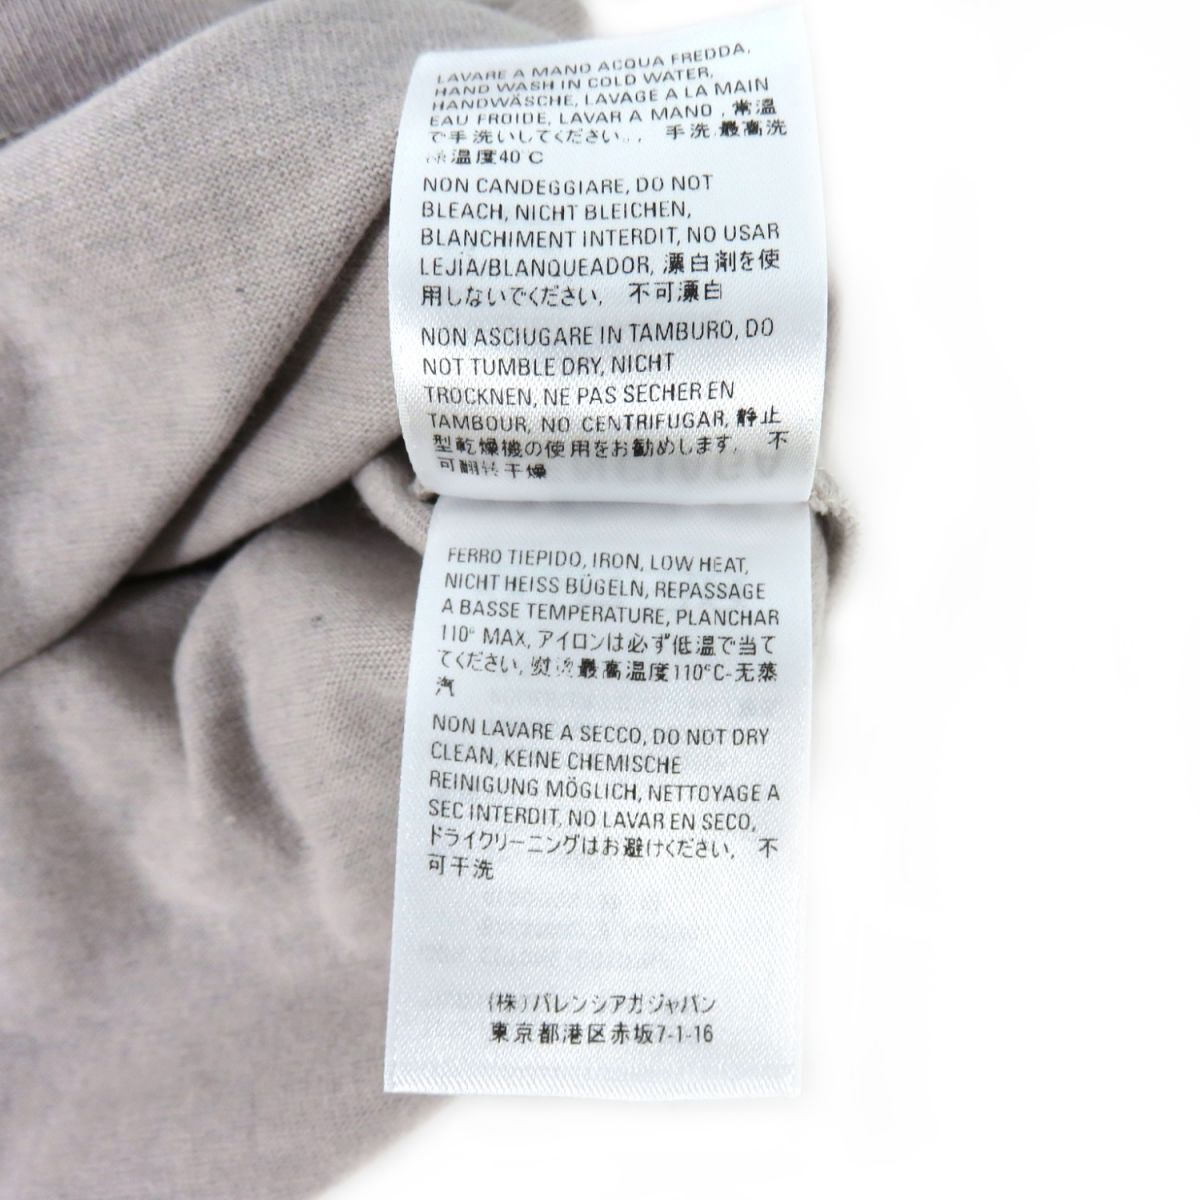 LAVARE A MANO ACQUA FREDDA,
HAND WASH IN COLD WATER,
HANDWÄSCHE, LAVAGE A LA MAIN
EAU FROIDE, LAVAR A MANO , 常温
で手洗いしてください。, 手洗,最高洗
温度40°C
NON CANDEGGIARE, DO NOT
BLEACH, NICHT BLEICHEN,
BLANCHIMENT INTERDIT, NO USAR
LEJIA/BLANQUEADOR, 漂白剤を使
用しないでください, 不可漂白
NON ASCIUGARE IN TAMBURO, DO
NOT TUMBLE DRY, NICHT
TROCKNEN, NE PAS SECHER EN
TAMBOUR, NO CENTRIFUGAR, 静止
型乾燥機の使用をお勧めします, 不
可翻转干燥
FERRO TIEPIDO, IRON, LOW HEAT,
NICHT HEISS BÜGELN, REPASSAGE
A BASSE TEMPERATURE, PLANCHAR
110° MAX, アイロンは必ず低温で当て
てください, 熨烫最高温度110°C-无蒸
汽
NON LAVARE A SECCO, DO NOT DRY
CLEAN, KEINE CHEMISCHE
REINIGUNG MÖGLICH, NETTOYAGE A
SEC INTERDIT, NO LAVAR EN SECO,
ドライクリーニングはお避けください, 不
可干洗
(株)バレンシアガジャパン
東京都港区赤坂7-1-16